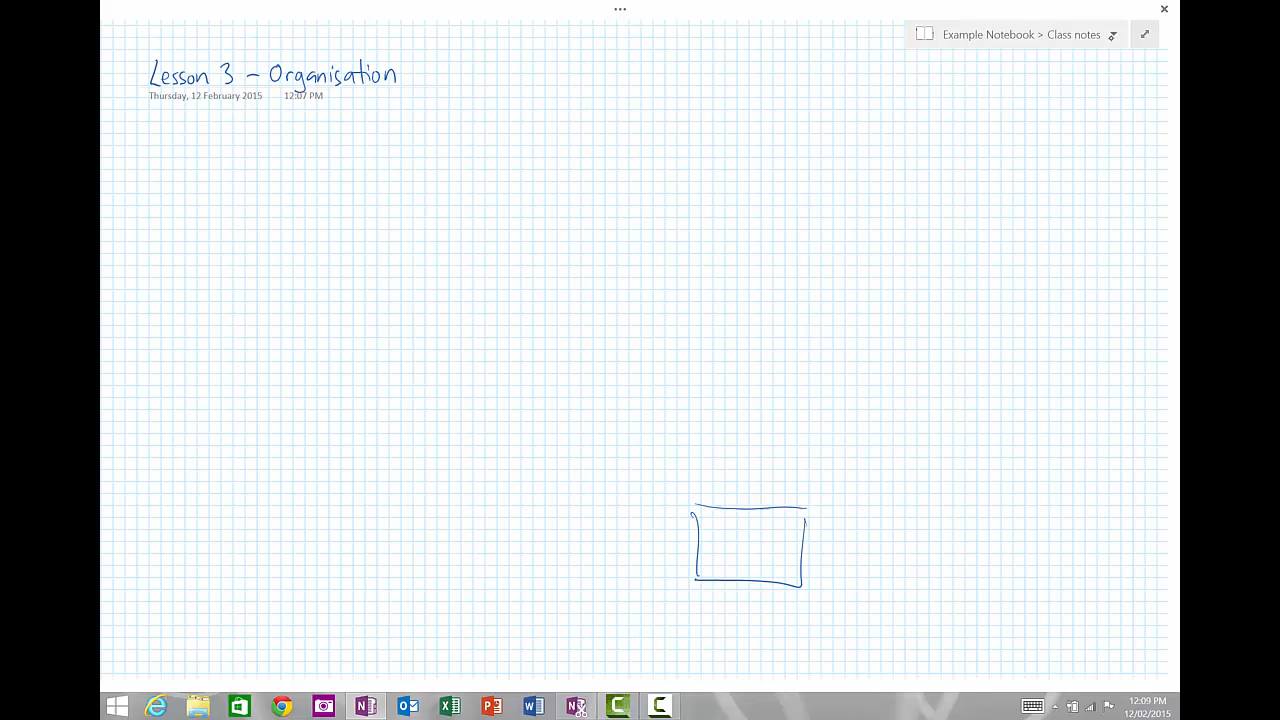 ...
Example Notebook > Class notes
Lesson 3 - Organisation
Thursday, 12 February 2015 12:07 PM
12:09 PM
12/02/2015